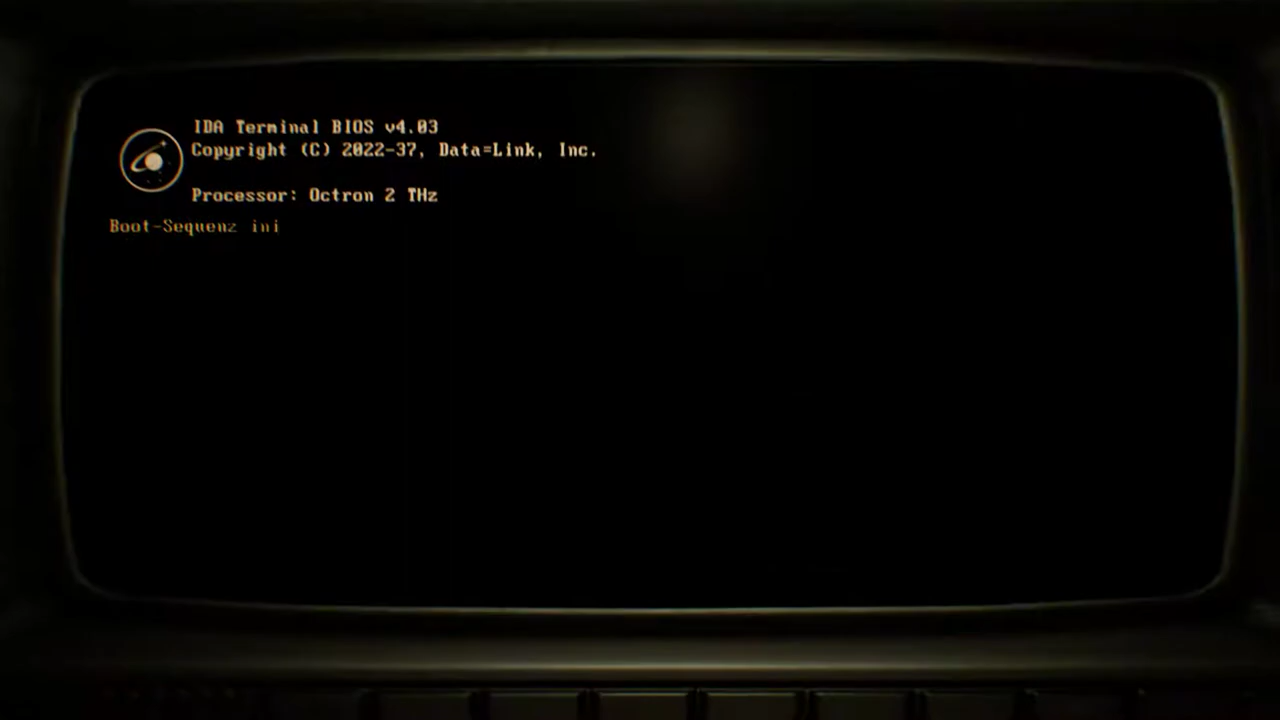 IDA Terminal BIOS v4.03
Copyright (C) 2022-37, Data=Link, Inc.
Processor: Octron 2 THz
Boot-Sequenz ini